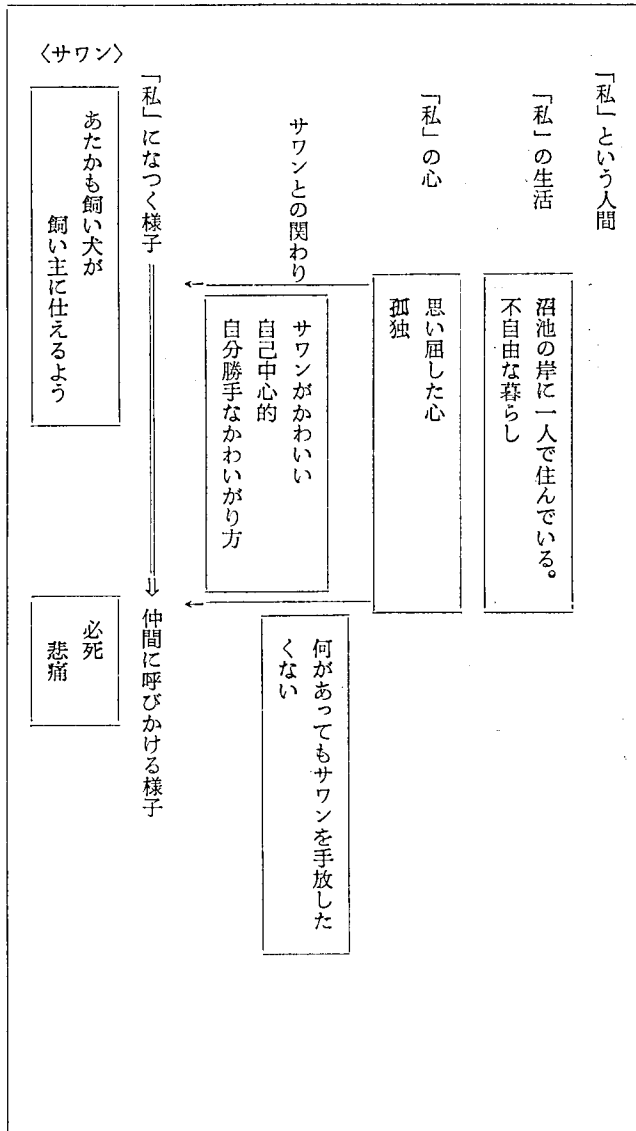 「私」という人間
「私」の生活
沼池の岸に一人で住んでいる。
不自由な暮らし
「私」の心
思い屈した心
孤独
サワンとの関わり
サワンがかわいい
自己中心的
自分勝手なかわいがり方
何があってもサワンを手放した
くない
〈サワン〉
「私」になつく様子
仲間に呼びかける様子
あたかも飼い犬が
飼い主に仕えるよう
必死
悲痛